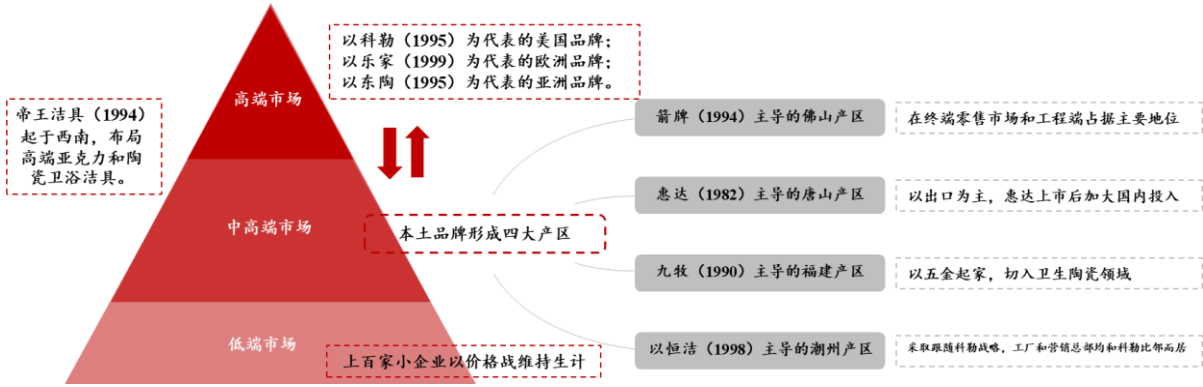 以科勒（1995）为代表的美国品牌；
以乐家（1999）为代表的欧洲品牌；
以东陶（1995）为代表的亚洲品牌。
高端市场
帝王洁具（1994）
起于西南，布局
高端亚克力和陶
瓷卫浴洁具。
箭牌（1994）主导的佛山产区
在终端零售市场和工程端占据主要地位
惠达（1982）主导的唐山产区
以出口为主，惠达上市后加大国内投入
中高端市场
本土品牌形成四大产区
九牧（1990）主导的福建产区
以五金起家，切入卫生陶瓷领域
低端市场
上百家小企业以价格战维持生计
以恒洁（1998）主导的潮州产区
采取跟随科勒战略，工厂和营销总部均和科勒比邻而居